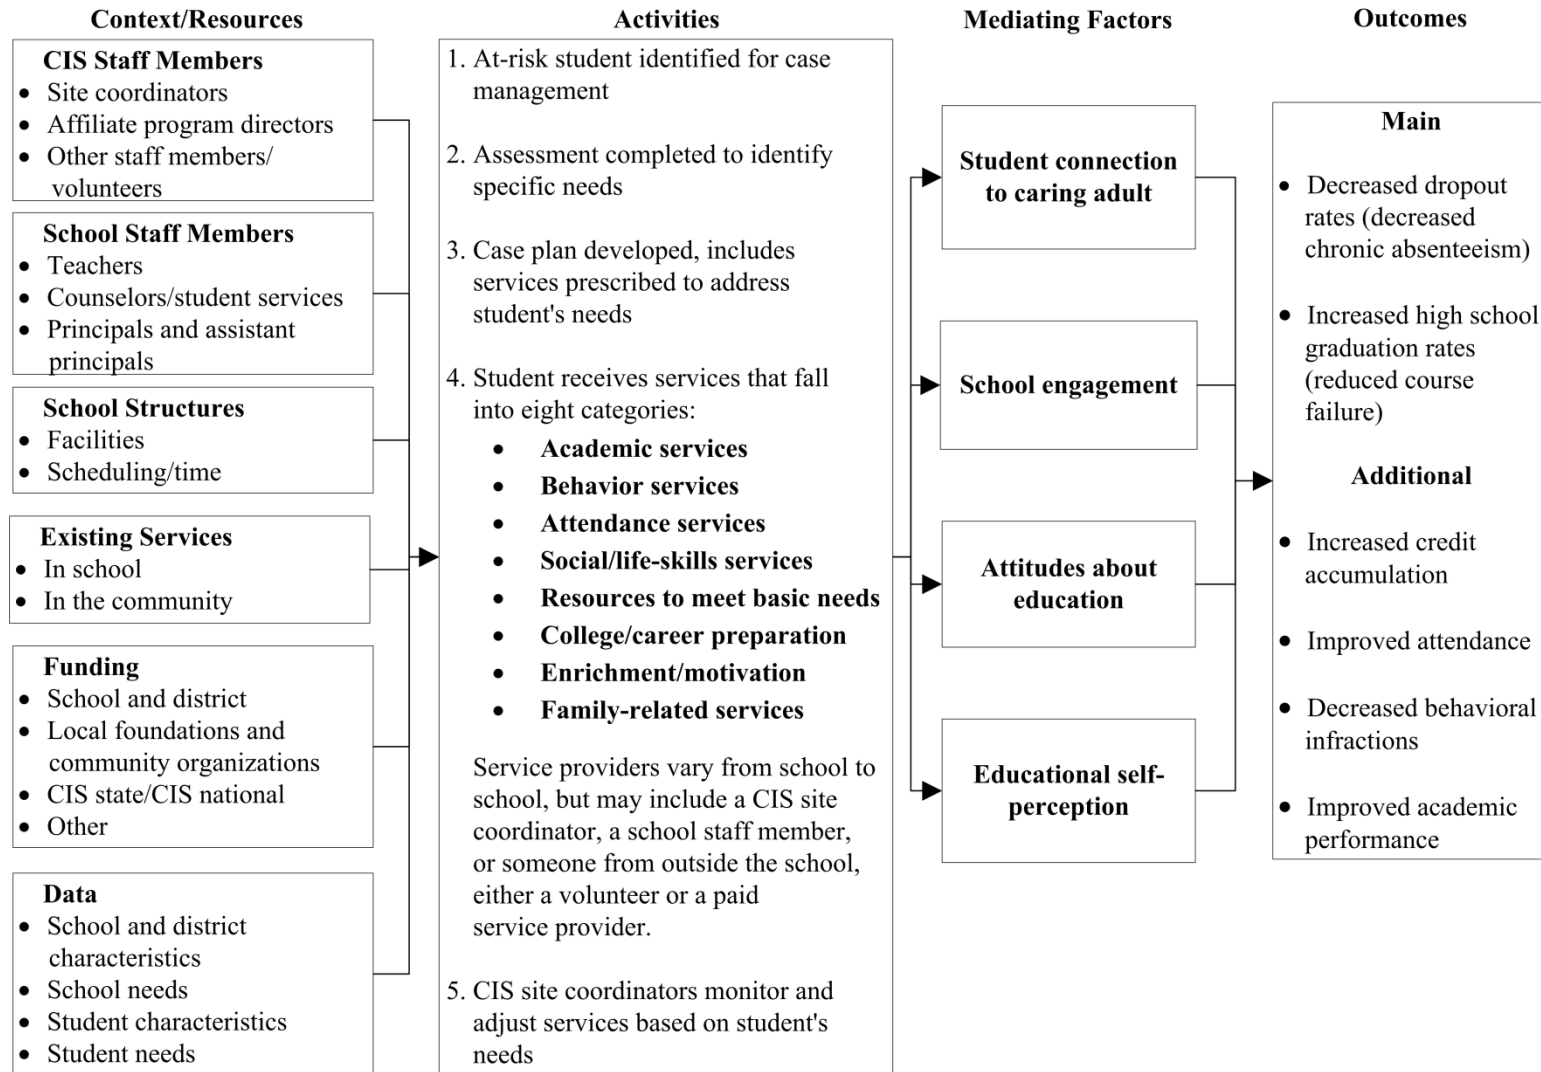 Context/Resources
CIS Staff Members
• Site coordinators
• Affiliate program directors
• Other staff members/
volunteers
School Staff Members
• Teachers
• Counselors/student services
• Principals and assistant
principals
School Structures
• Facilities
• Scheduling/time
Existing Services
• In school
• In the community
Funding
• School and district
• Local foundations and
community organizations
• CIS state/CIS national
• Other
Data
• School and district
characteristics
• School needs
• Student characteristics
• Student needs
Activities
1. At-risk student identified for case
management
2. Assessment completed to identify
specific needs
3. Case plan developed, includes
services prescribed to address
student's needs
4. Student receives services that fall
into eight categories:
• Academic services
• Behavior services
• Attendance services
• Social/life-skills services
• Resources to meet basic needs
• College/career preparation
• Enrichment/motivation
• Family-related services
Service providers vary from school to
school, but may include a CIS site
coordinator, a school staff member,
or someone from outside the school,
either a volunteer or a paid
service provider.
5. CIS site coordinators monitor and
adjust services based on student's
needs
Mediating Factors
Student connection
to caring adult
School engagement
Attitudes about
education
Educational self-
perception
Outcomes
Main
• Decreased dropout
rates (decreased
chronic absenteeism)
• Increased high school
graduation rates
(reduced course
failure)
Additional
• Increased credit
accumulation
• Improved attendance
• Decreased behavioral
infractions
• Improved academic
performance